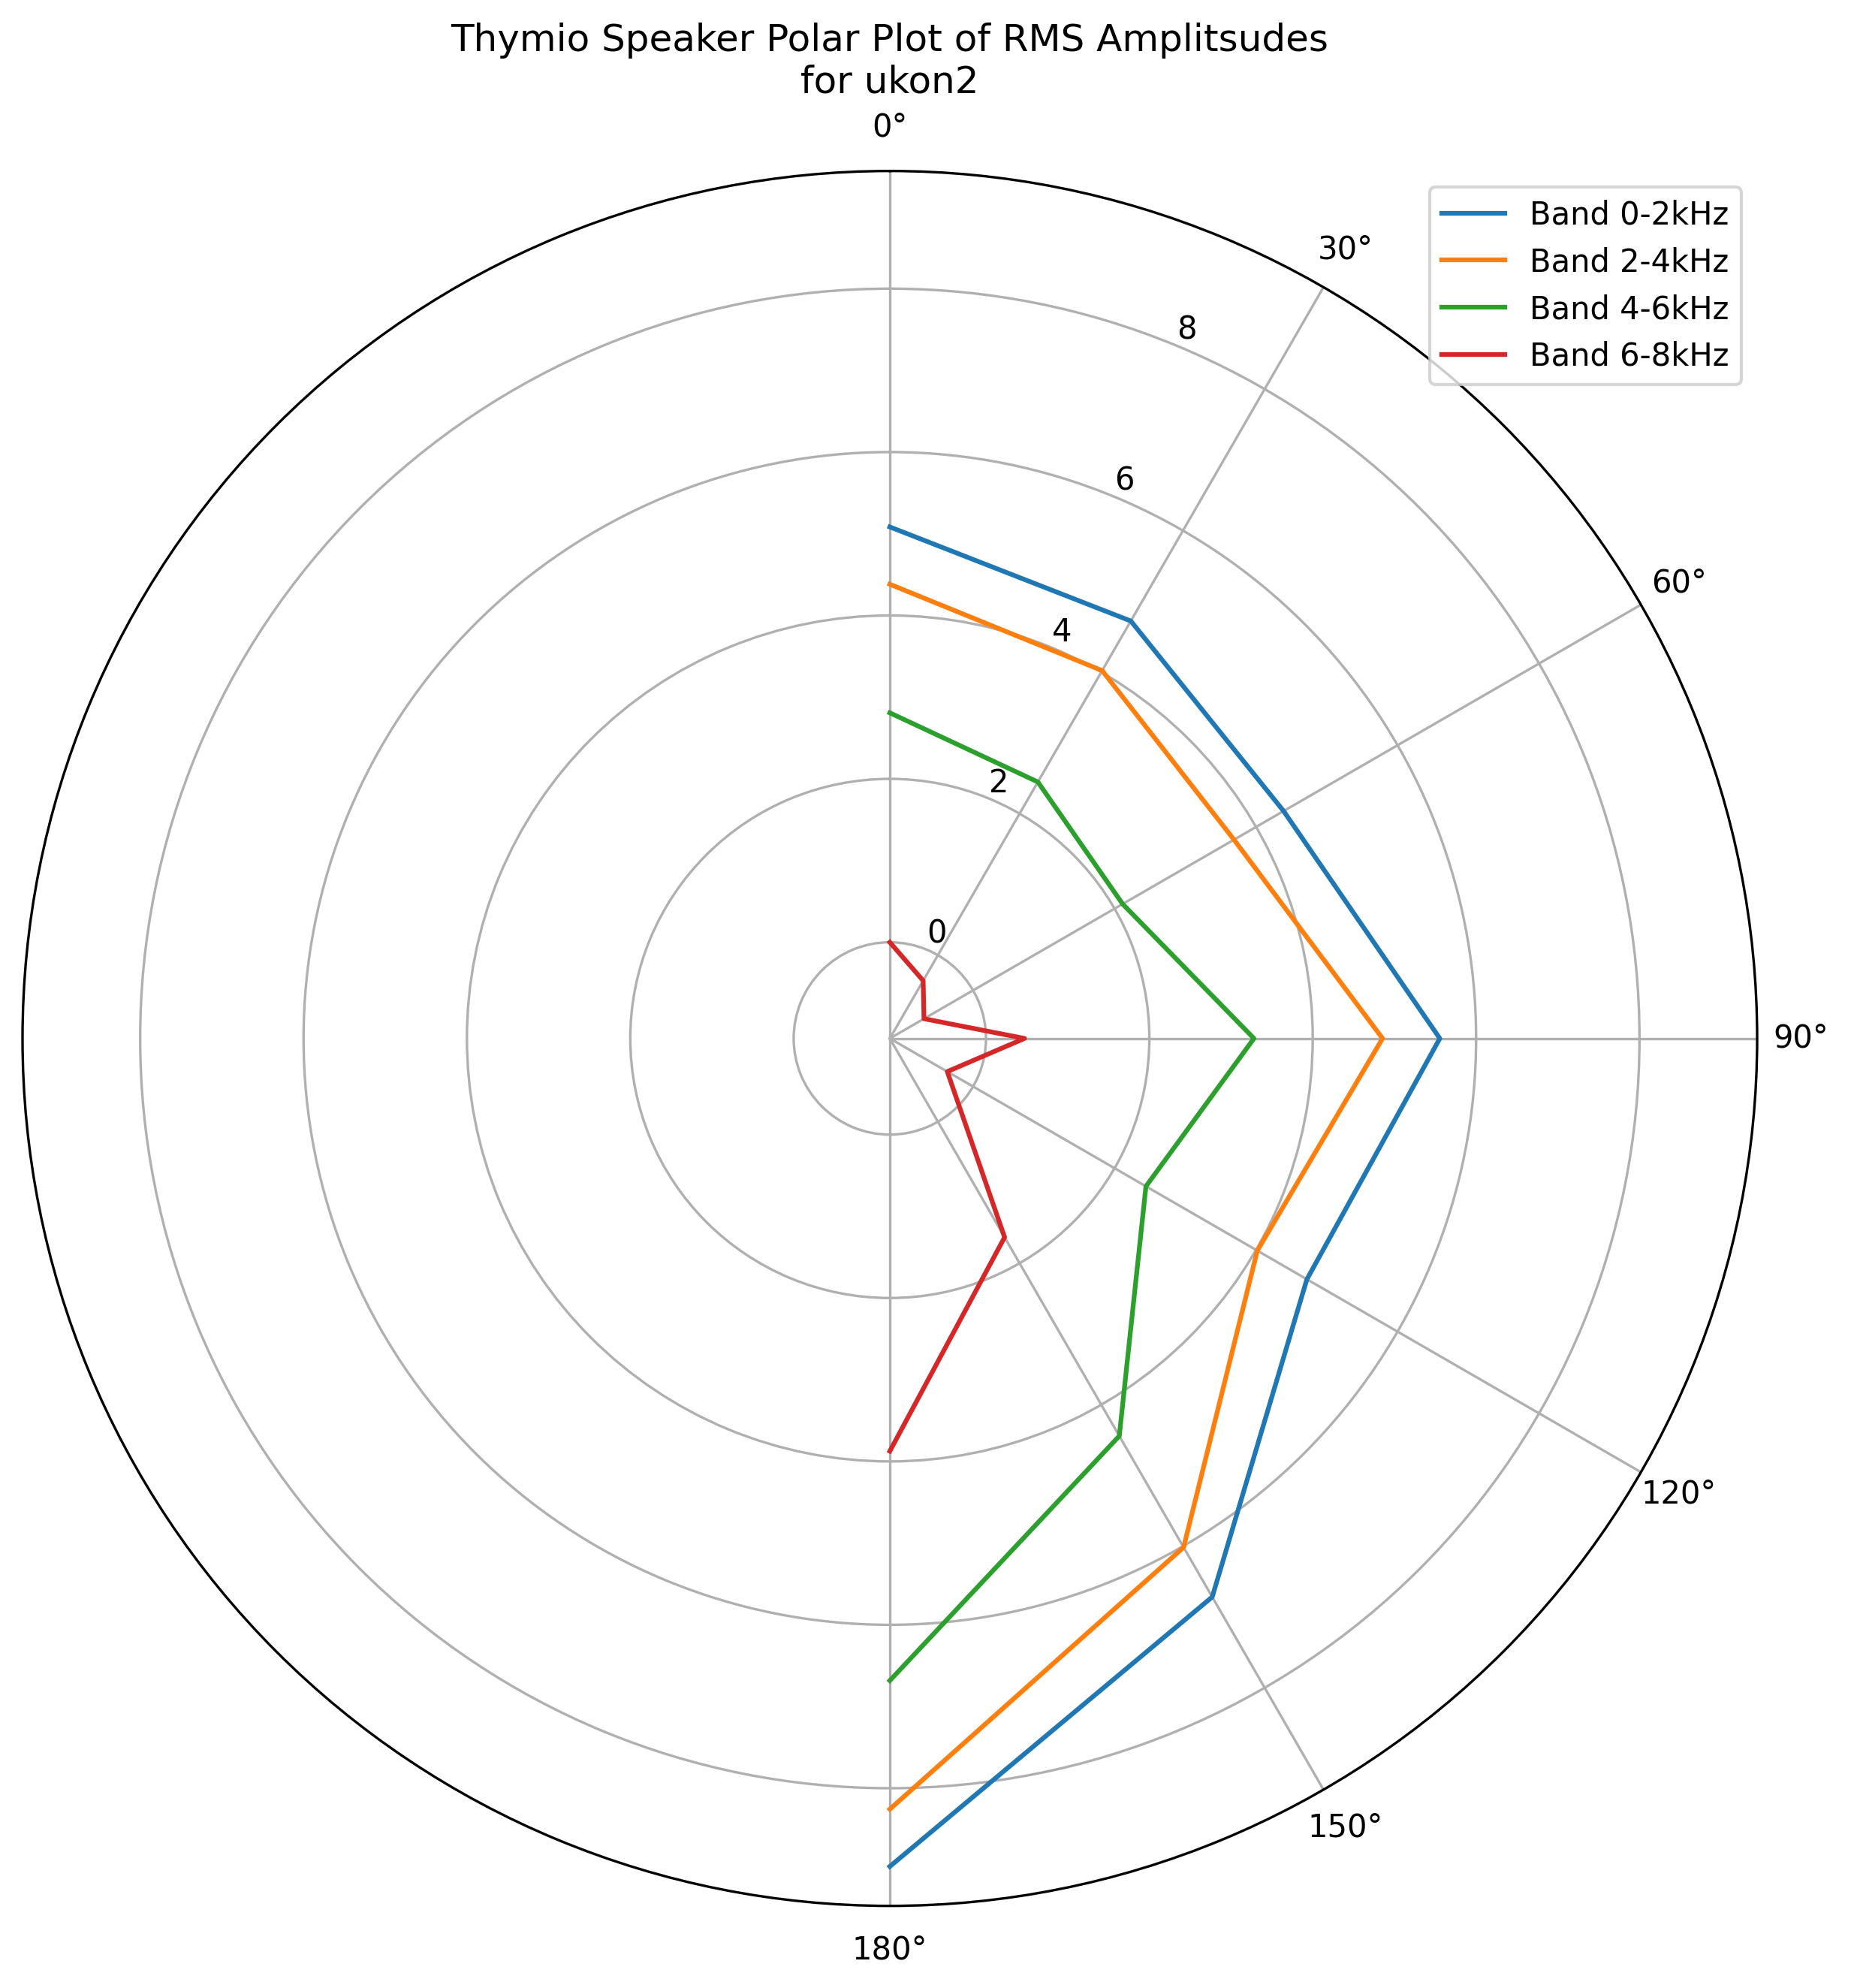 Thymio Speaker Polar Plot of RMS Amplitsudes
for ukon2
0°
30°
60°
90°
120°
150°
180°
8
6
4
2
0
Band 0-2kHz
Band 2-4kHz
Band 4-6kHz
Band 6-8kHz